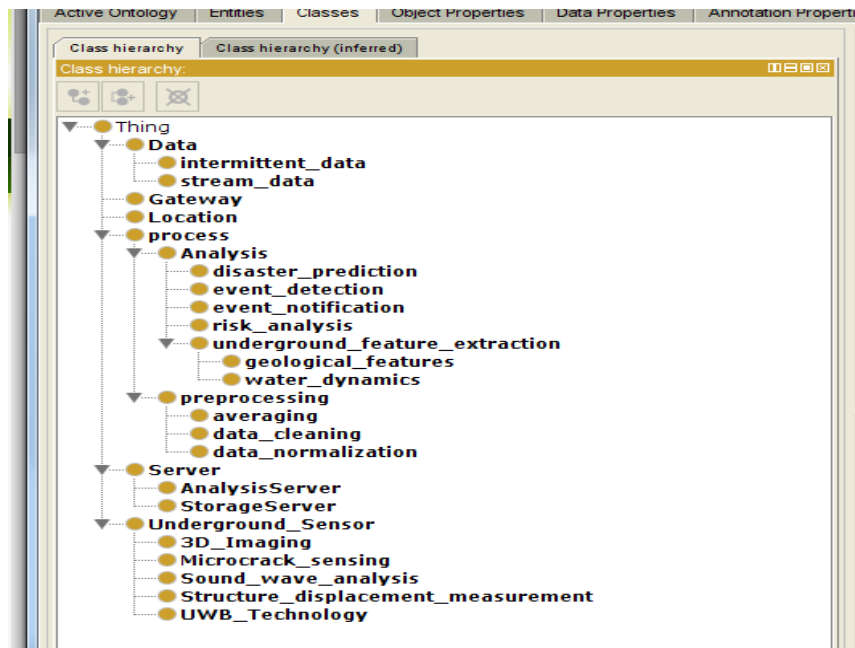 Active Ontology Entities Classes Object Properties Data Properties Annotation Properti
Class hierarchy Class hierarchy (inferred)
Class hierarchy:
Thing
Data
intermittent_data
stream_data
Gateway
Location
process
Analysis
disaster_prediction
event_detection
event_notification
risk_analysis
underground_feature_extraction
geological_features
water_dynamics
preprocessing
averaging
data_cleaning
data_normalization
Server
AnalysisServer
StorageServer
Underground_Sensor
3D_Imaging
Microcrack_sensing
Sound_wave_analysis
Structure_displacement_measurement
UWB_Technology